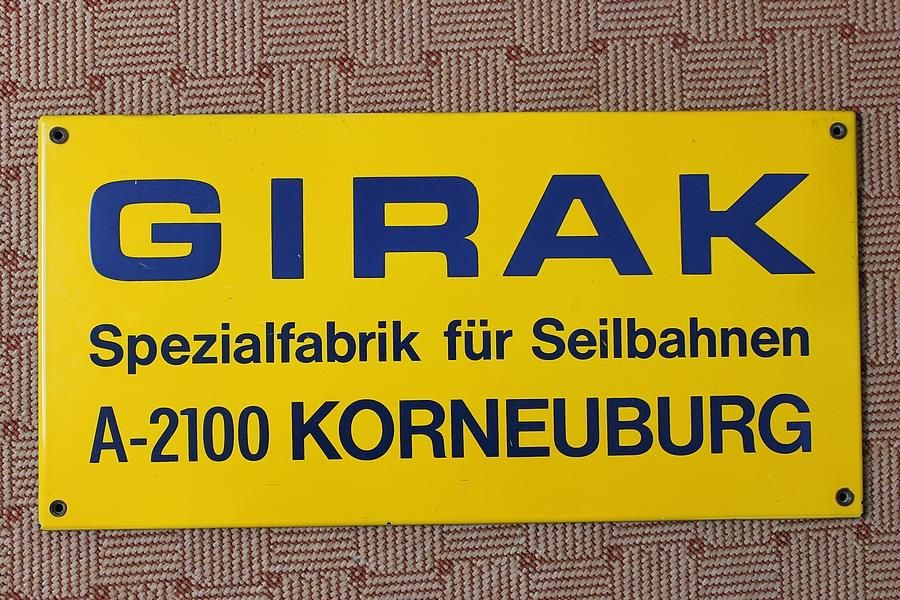 GIRAK
Spezialfabrik für Seilbahnen
A-2100 KORNEUBURG